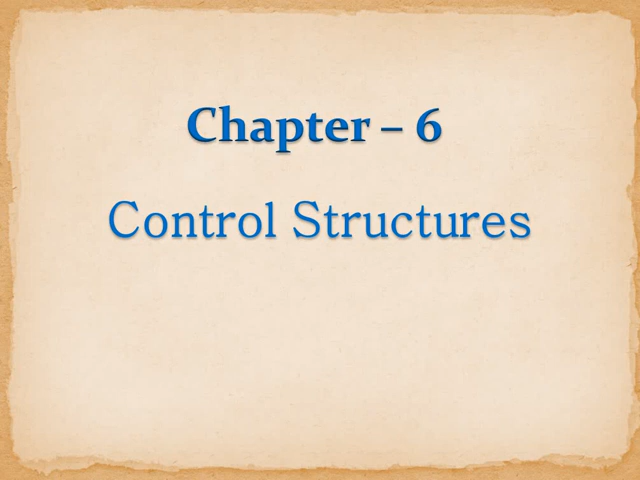 Chapter – 6
Control Structures